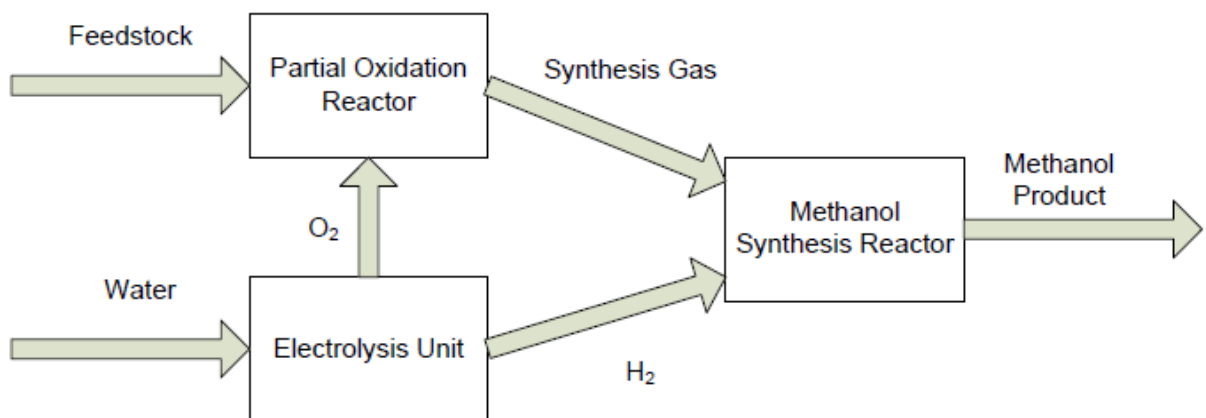 Feedstock
Partial Oxidation
Reactor
Synthesis Gas
Methanol
Product
Methanol
Synthesis Reactor
O₂
Water
Electrolysis Unit
H₂